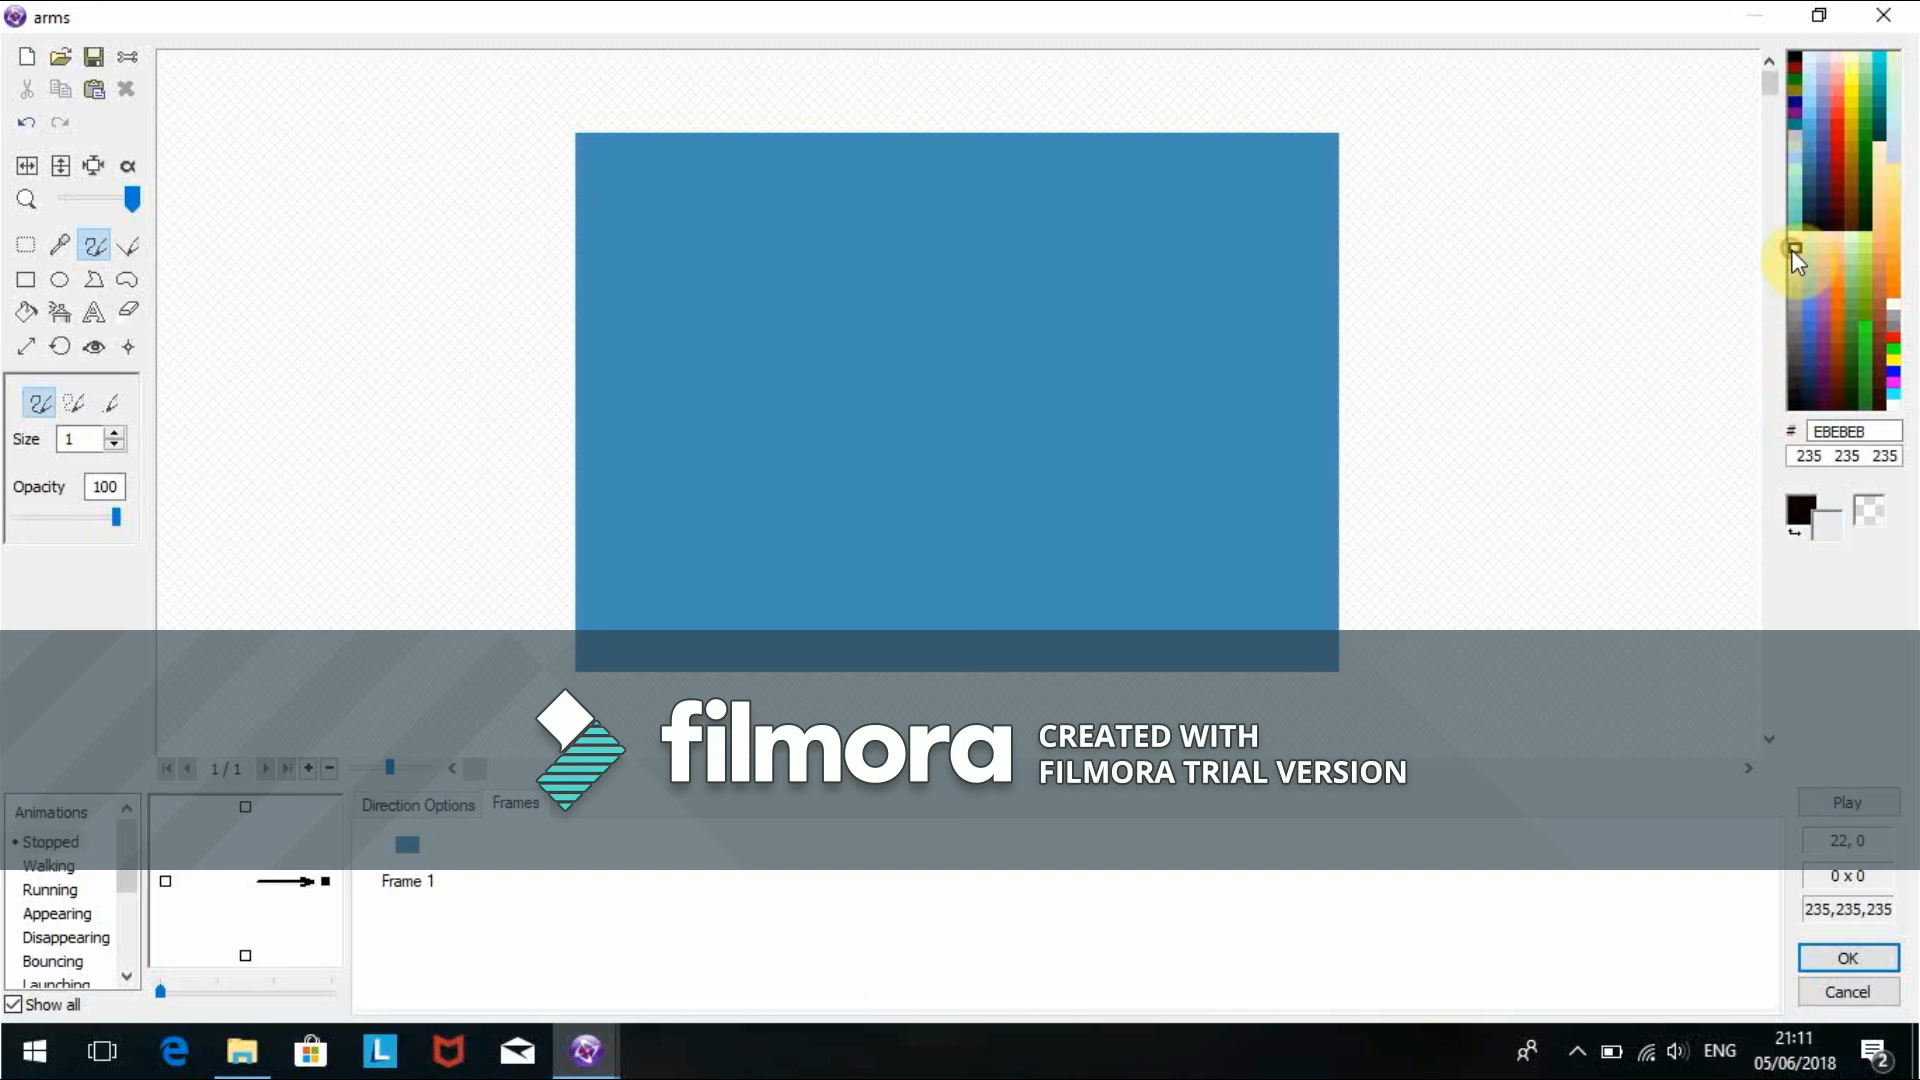 arms
Size 1
Opacity 100
# EBEBEB
235 235 235
1 / 1
filmora
CREATED WITH
FILMORA TRIAL VERSION
Direction Options
Frames
Frame 1
Animations
• Stopped
Walking
Running
Appearing
Disappearing
Bouncing
Launching
Show all
Play
22, 0
0 x 0
235,235,235
OK
Cancel
L
ENG
21:11
05/06/2018
2